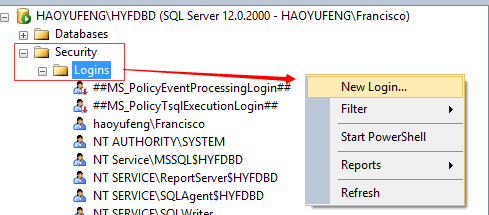 HAOYUFENG\HYFDBD (SQL Server 12.0.2000 - HAOYUFENG\Francisco)
Databases
Security
Logins
##MS_PolicyEventProcessingLogin##
##MS_PolicyTsqlExecutionLogin##
haoyufeng\Francisco
NT AUTHORITY\SYSTEM
NT Service\MSSQL$HYFDBD
NT SERVICE\ReportServer$HYFDBD
NT SERVICE\SQLAgent$HYFDBD
NT SERVICE\SQLWriter
New Login...
Filter
Start PowerShell
Reports
Refresh